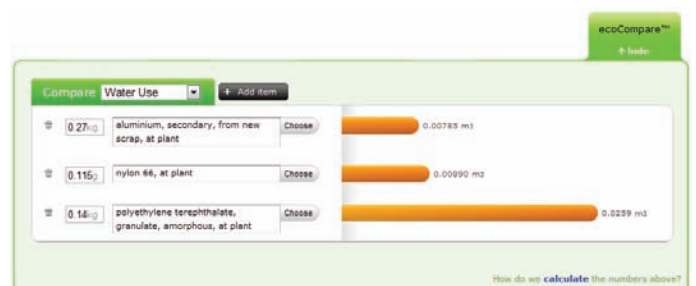 ecoCompare™
↑ hide
Compare Water Use + Add item
0.27kg aluminium, secondary, from new scrap, at plant Choose 0.00785 m3
0.115g nylon 66, at plant Choose 0.00890 m3
0.14kg polyethylene terephthalate, granulate, amorphous, at plant Choose 0.0259 m3
How do we calculate the numbers above?